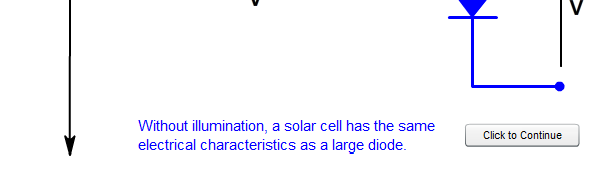 V
V
Without illumination, a solar cell has the same
electrical characteristics as a large diode.
Click to Continue